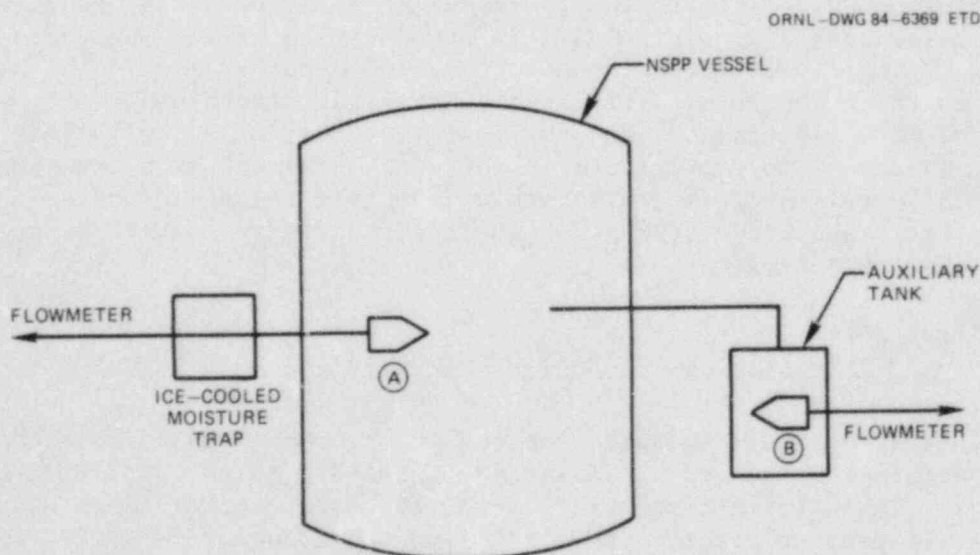 ORNL-DWG 84-6369 ETD
NSPP VESSEL
AUXILIARY
TANK
FLOWMETER
A
ICE-COOLED
MOISTURE
TRAP
B
FLOWMETER